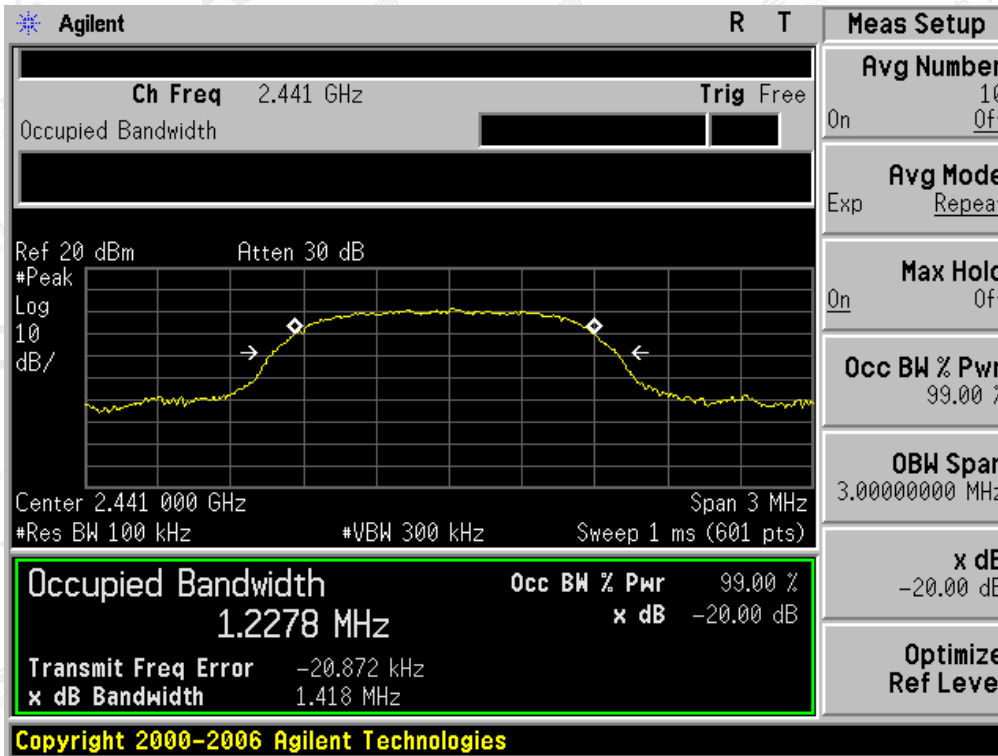 Agilent R T
Ch Freq 2.441 GHz Trig Free
Occupied Bandwidth
Ref 20 dBm Atten 30 dB
#Peak
Log
10
dB/
Center 2.441 000 GHz Span 3 MHz
#Res BW 100 kHz #VBW 300 kHz Sweep 1 ms (601 pts)
Occupied Bandwidth
1.2278 MHz
Occ BW % Pwr 99.00 %
x dB -20.00 dB
Transmit Freq Error -20.872 kHz
x dB Bandwidth 1.418 MHz
Copyright 2000-2006 Agilent Technologies
Meas Setup
Avg Number
10
On Off
Avg Mode
Exp Repeat
Max Hold
On Off
Occ BW % Pwr
99.00 %
OBW Span
3.00000000 MHz
x dB
-20.00 dB
Optimize
Ref Level